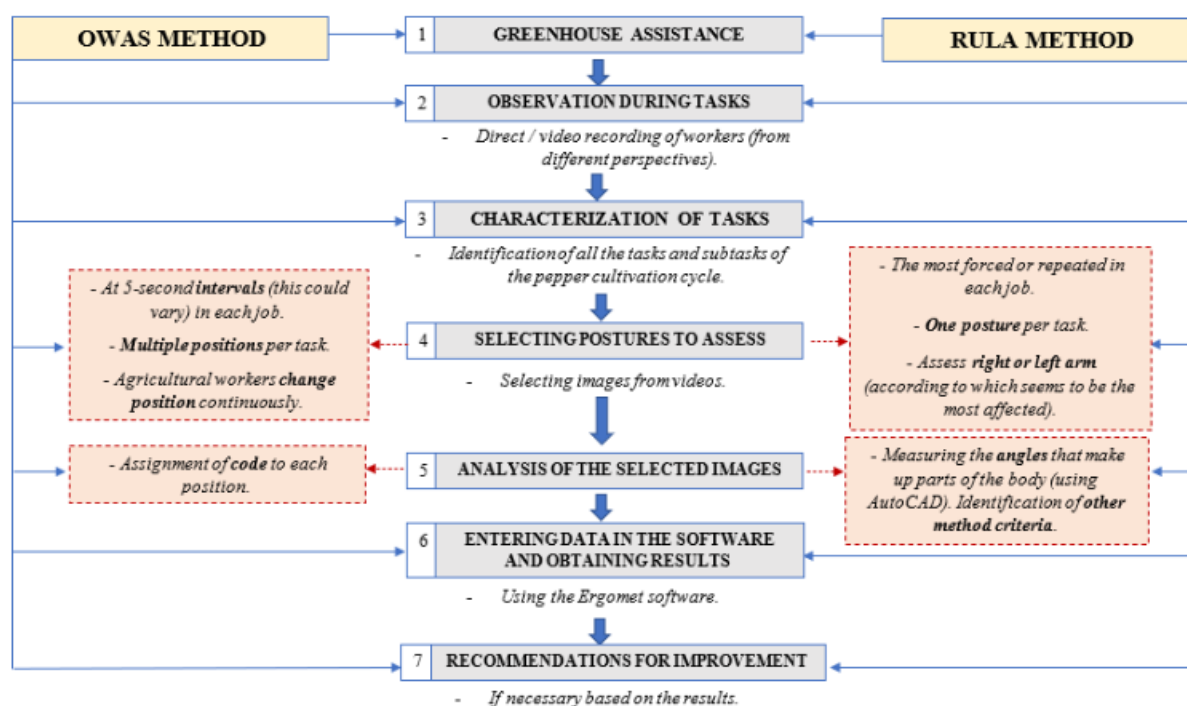 OWAS METHOD
1 GREENHOUSE ASSISTANCE
RULA METHOD
2 OBSERVATION DURING TASKS
- Direct / video recording of workers (from
different perspectives).
3 CHARACTERIZATION OF TASKS
- Identification of all the tasks and subtasks of
the pepper cultivation cycle.
- At 5-second intervals (this could
vary) in each job.
- Multiple positions per task.
- Agricultural workers change
position continuously.
4 SELECTING POSTURES TO ASSESS
- Selecting images from videos.
- The most forced or repeated in
each job.
- One posture per task.
- Assess right or left arm
(according to which seems to be the
most affected).
- Assignment of code to each
position.
5 ANALYSIS OF THE SELECTED IMAGES
- Measuring the angles that make
up parts of the body (using
AutoCAD). Identification of other
method criteria.
6 ENTERING DATA IN THE SOFTWARE
AND OBTAINING RESULTS
- Using the Ergomet software.
7 RECOMMENDATIONS FOR IMPROVEMENT
- If necessary based on the results.